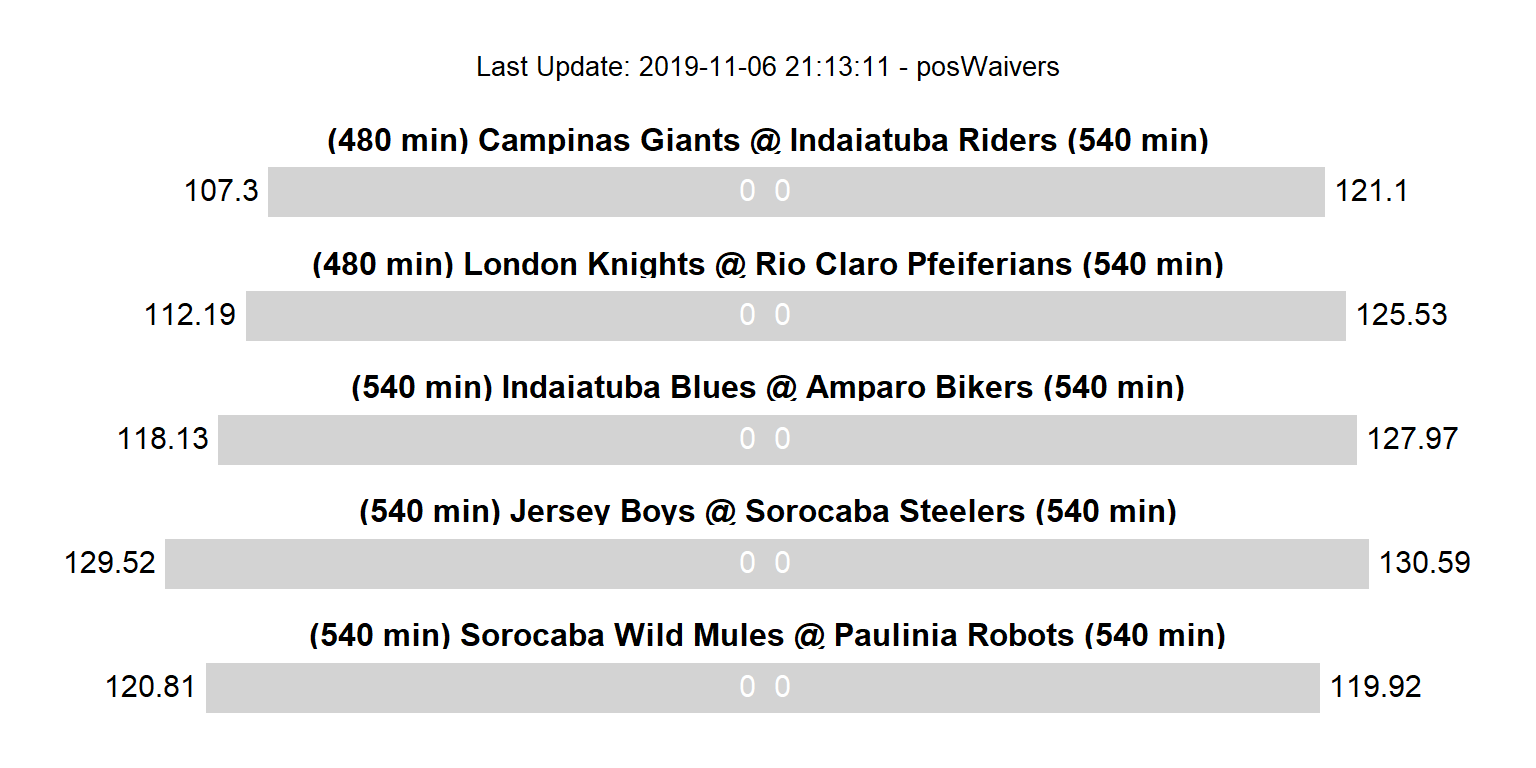 Last Update: 2019-11-06 21:13:11 - posWaivers
(480 min) Campinas Giants @ Indaiatuba Riders (540 min)
107.3 0 0 121.1
(480 min) London Knights @ Rio Claro Pfeiferians (540 min)
112.19 0 0 125.53
(540 min) Indaiatuba Blues @ Amparo Bikers (540 min)
118.13 0 0 127.97
(540 min) Jersey Boys @ Sorocaba Steelers (540 min)
129.52 0 0 130.59
(540 min) Sorocaba Wild Mules @ Paulinia Robots (540 min)
120.81 0 0 119.92